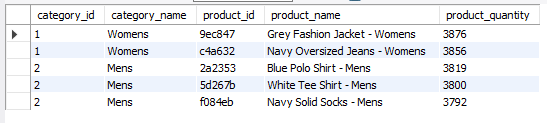 category_id category_name product_id product_name product_quantity
1 Womens 9ec847 Grey Fashion Jacket - Womens 3876
1 Womens c4a632 Navy Oversized Jeans - Womens 3856
2 Mens 2a2353 Blue Polo Shirt - Mens 3819
2 Mens 5d267b White Tee Shirt - Mens 3800
2 Mens f084eb Navy Solid Socks - Mens 3792